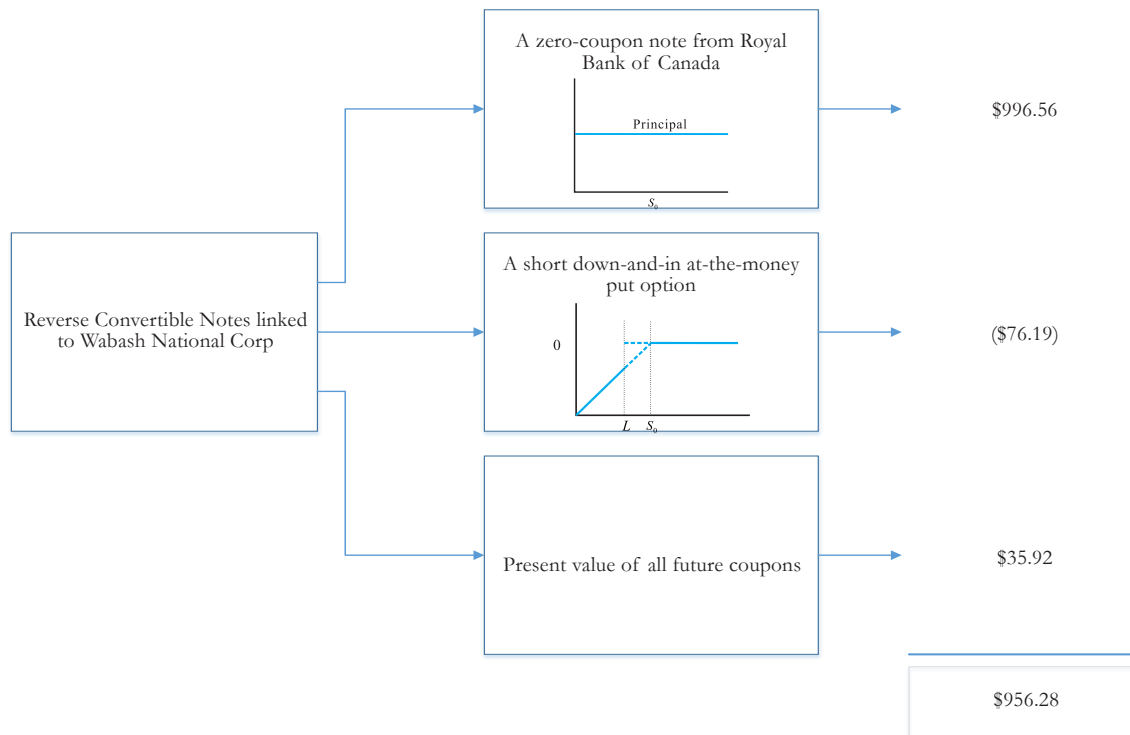 A zero-coupon note from Royal
Bank of Canada
Principal
S₀
$996.56
Reverse Convertible Notes linked
to Wabash National Corp
A short down-and-in at-the-money
put option
0
L S₀
($76.19)
Present value of all future coupons
$35.92
$956.28